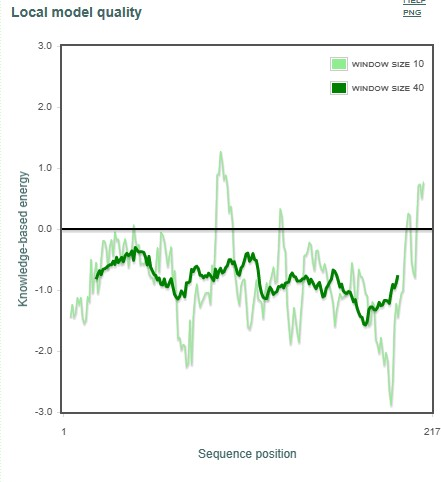 HELP
Local model quality
PNG
3.0
WINDOW SIZE 10
WINDOW SIZE 40
2.0
1.0
0.0
-1.0
-2.0
-3.0
Knowledge-based energy
1
217
Sequence position